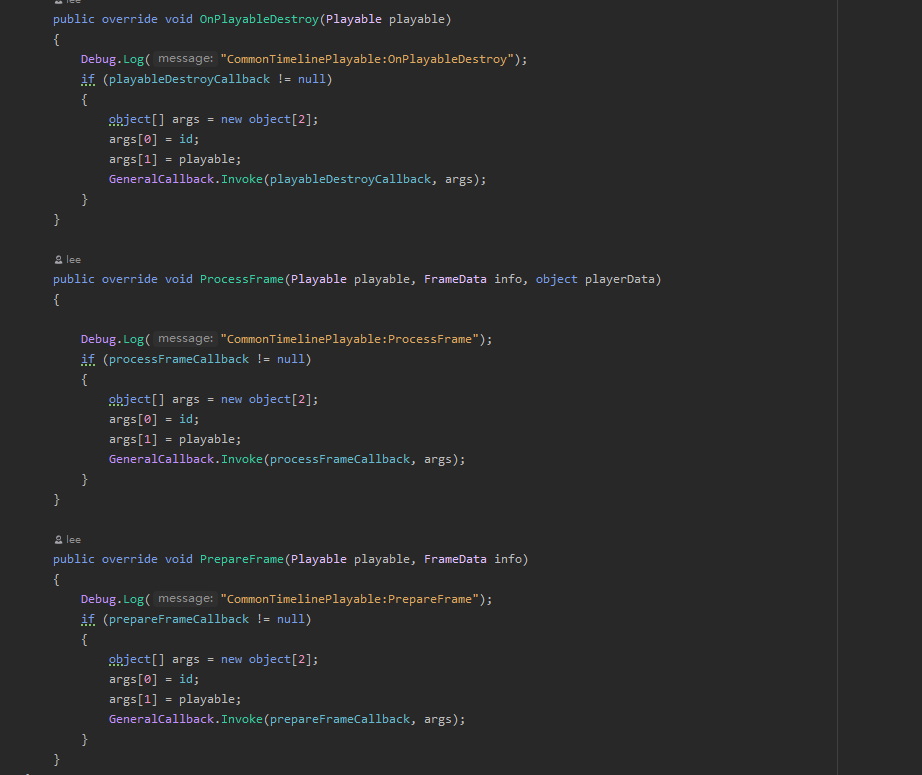 lee
public override void OnPlayableDestroy(Playable playable)
{
    Debug.Log( message: "CommonTimelinePlayable:OnPlayableDestroy");
    if (playableDestroyCallback != null)
    {
        object[] args = new object[2];
        args[0] = id;
        args[1] = playable;
        GeneralCallback.Invoke(playableDestroyCallback, args);
    }
}
lee
public override void ProcessFrame(Playable playable, FrameData info, object playerData)
{
    Debug.Log( message: "CommonTimelinePlayable:ProcessFrame");
    if (processFrameCallback != null)
    {
        object[] args = new object[2];
        args[0] = id;
        args[1] = playable;
        GeneralCallback.Invoke(processFrameCallback, args);
    }
}
lee
public override void PrepareFrame(Playable playable, FrameData info)
{
    Debug.Log( message: "CommonTimelinePlayable:PrepareFrame");
    if (prepareFrameCallback != null)
    {
        object[] args = new object[2];
        args[0] = id;
        args[1] = playable;
        GeneralCallback.Invoke(prepareFrameCallback, args);
    }
}